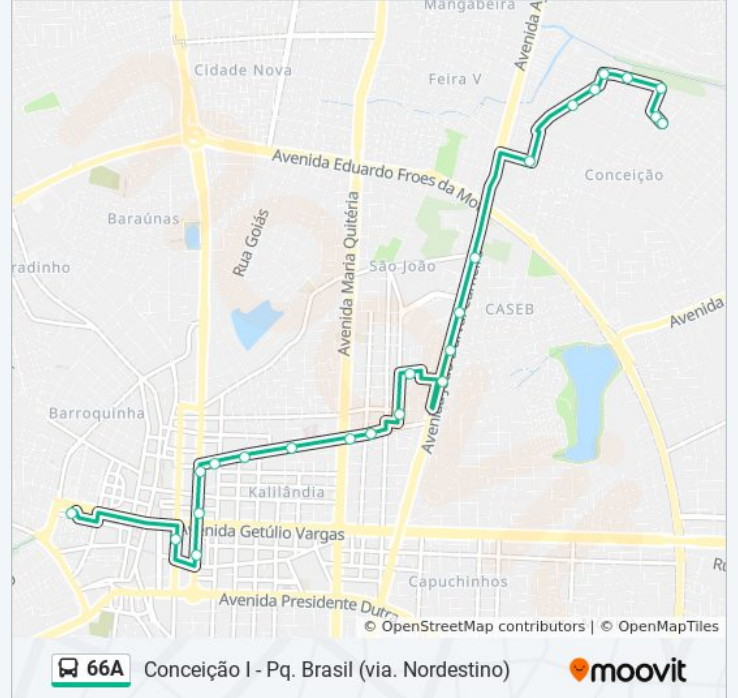 Mangabeira
Avenida A
Cidade Nova
Feira V
Avenida Eduardo Froes da Mo
Conceição
Baraúnas
Rua Goiás
Avenida Maria Quitéria
radinho
São João
CASEB
Avenida
Barroquinha
Avenida
Kalilândia
nida Getúlio Vargas
Capuchinhos
Avenida Presidente Dutra
© OpenStreetMap contributors | © OpenMapTiles
66A Conceição I - Pq. Brasil (via. Nordestino) moovit